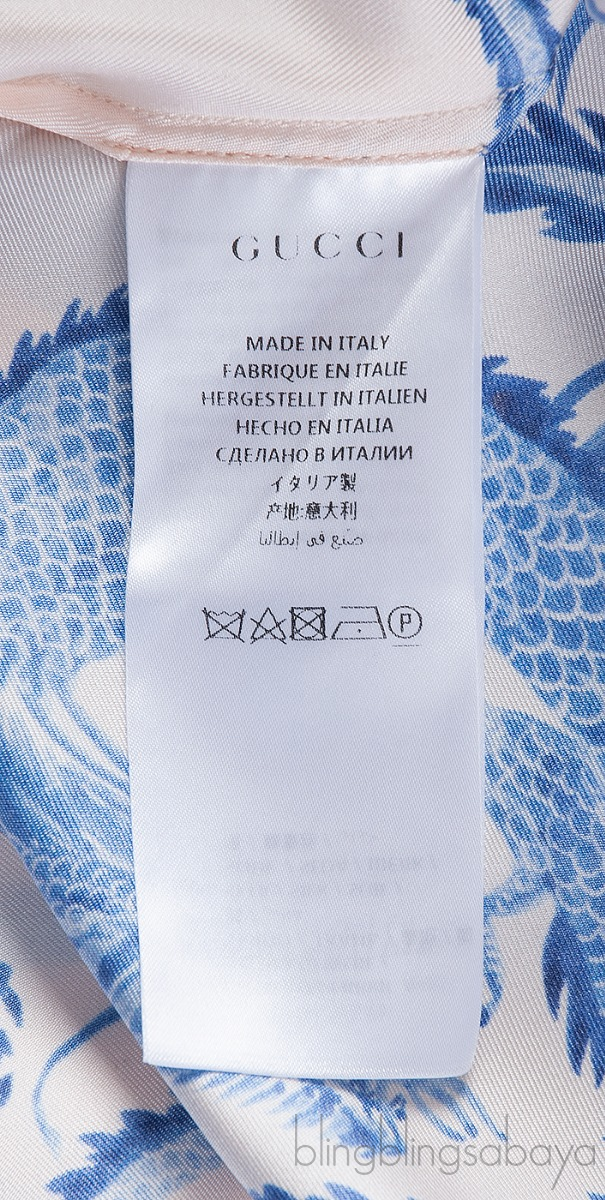 GUCCI
MADE IN ITALY
FABRIQUE EN ITALIE
HERGESTELLT IN ITALIEN
HECHO EN ITALIA
СДЕЛАНО В ИТАЛИИ
イタリア製
产地:意大利
صنع في إيطاليا
P
blingblingsabaya